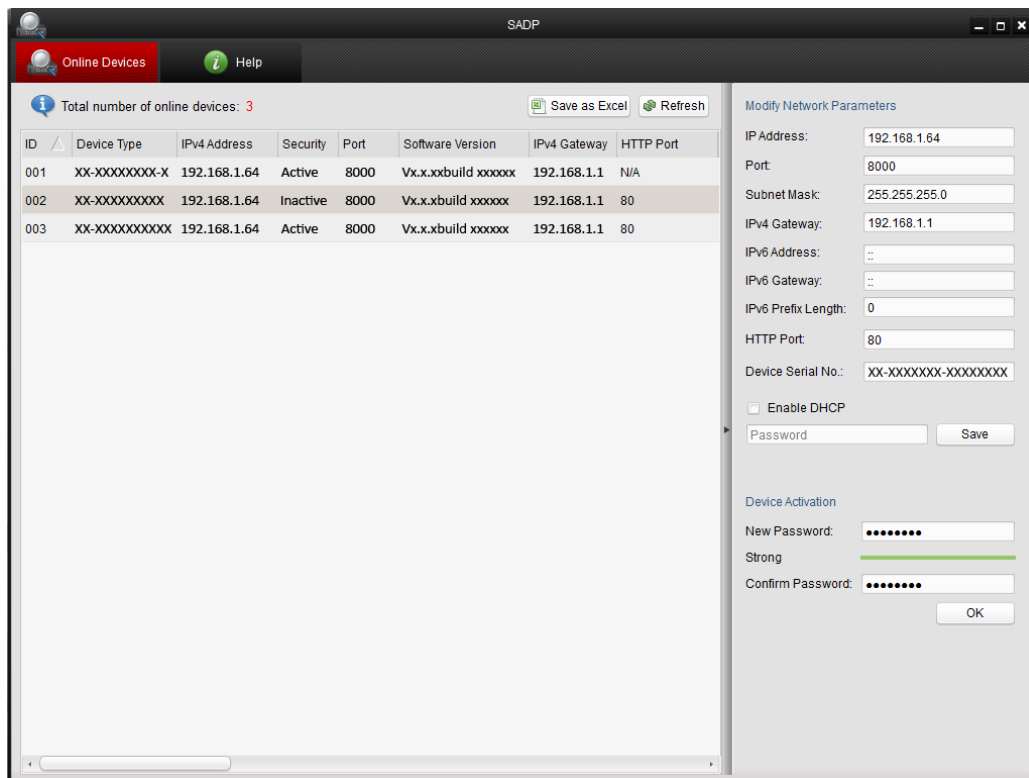 SADP
Online Devices Help
Total number of online devices: 3 Save as Excel Refresh
ID Device Type IPv4 Address Security Port Software Version IPv4 Gateway HTTP Port
001 XX-XXXXXXXX-X 192.168.1.64 Active 8000 Vx.x.xxbuild xxxxxx 192.168.1.1 N/A
002 XX-XXXXXXXXX 192.168.1.64 Inactive 8000 Vx.x.xbuild xxxxxx 192.168.1.1 80
003 XX-XXXXXXXXXX 192.168.1.64 Active 8000 Vx.x.xbuild xxxxxx 192.168.1.1 80
Modify Network Parameters
IP Address: 192.168.1.64
Port: 8000
Subnet Mask: 255.255.255.0
IPv4 Gateway: 192.168.1.1
IPv6 Address: ::
IPv6 Gateway: ::
IPv6 Prefix Length: 0
HTTP Port: 80
Device Serial No.: XX-XXXXXXX-XXXXXXXX
Enable DHCP
Password Save
Device Activation
New Password: ••••••••
Strong
Confirm Password: ••••••••
OK